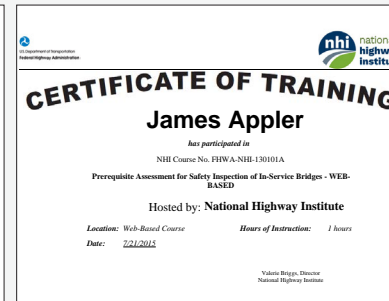 U.S. Department of Transportation
Federal Highway Administration
nhi
nation
highw
institu
CERTIFICATE OF TRAINING
James Appler
has participated in
NHI Course No. FHWA-NHI-130101A
Prerequisite Assessment for Safety Inspection of In-Service Bridges - WEB-
BASED
Hosted by: National Highway Institute
Location: Web-Based Course Hours of Instruction: 1 hours
Date: 7/21/2015
Valerie Briggs, Director
National Highway Institute